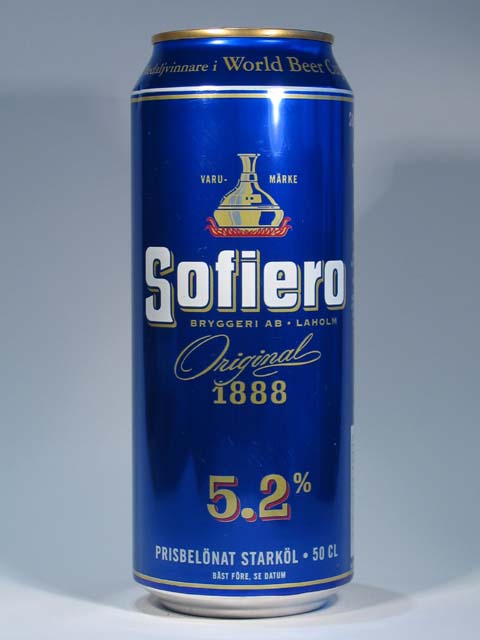 Medaljvinnare i World Beer
VARU- MÄRKE
Sofiero
BRYGGERI AB • LAHOLM
Original
1888
5.2%
PRISBELÖNAT STARKÖL • 50 CL
BÄST FÖRE, SE DATUM